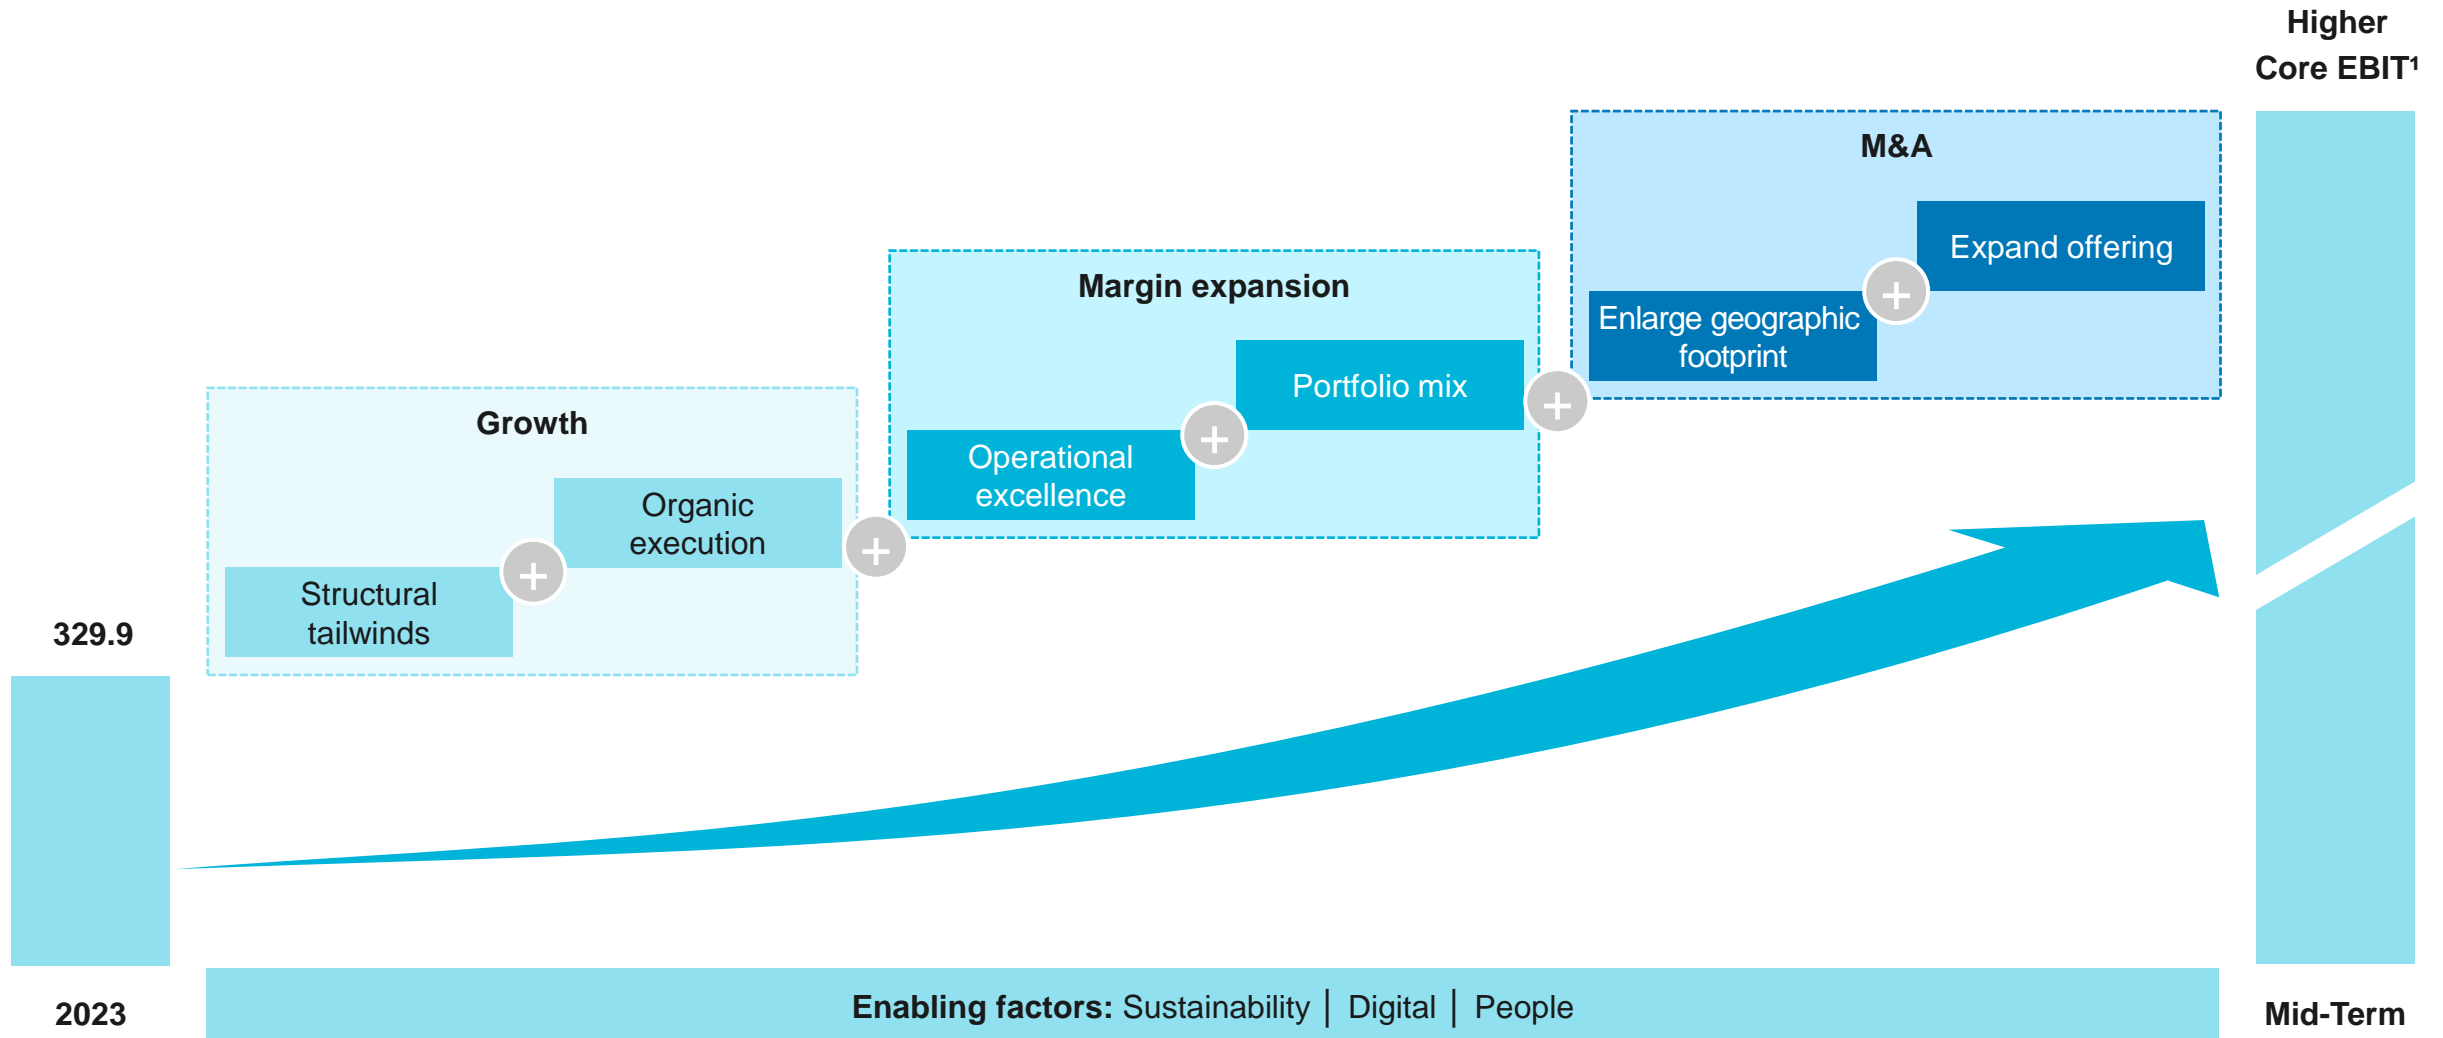 Higher
Core EBIT¹
M&A
Expand offering
Enlarge geographic
footprint
+
+
Margin expansion
Portfolio mix
Operational
excellence
+
+
Growth
Organic
execution
Structural
tailwinds
+
329.9
2023
Enabling factors: Sustainability │ Digital │ People
Mid-Term